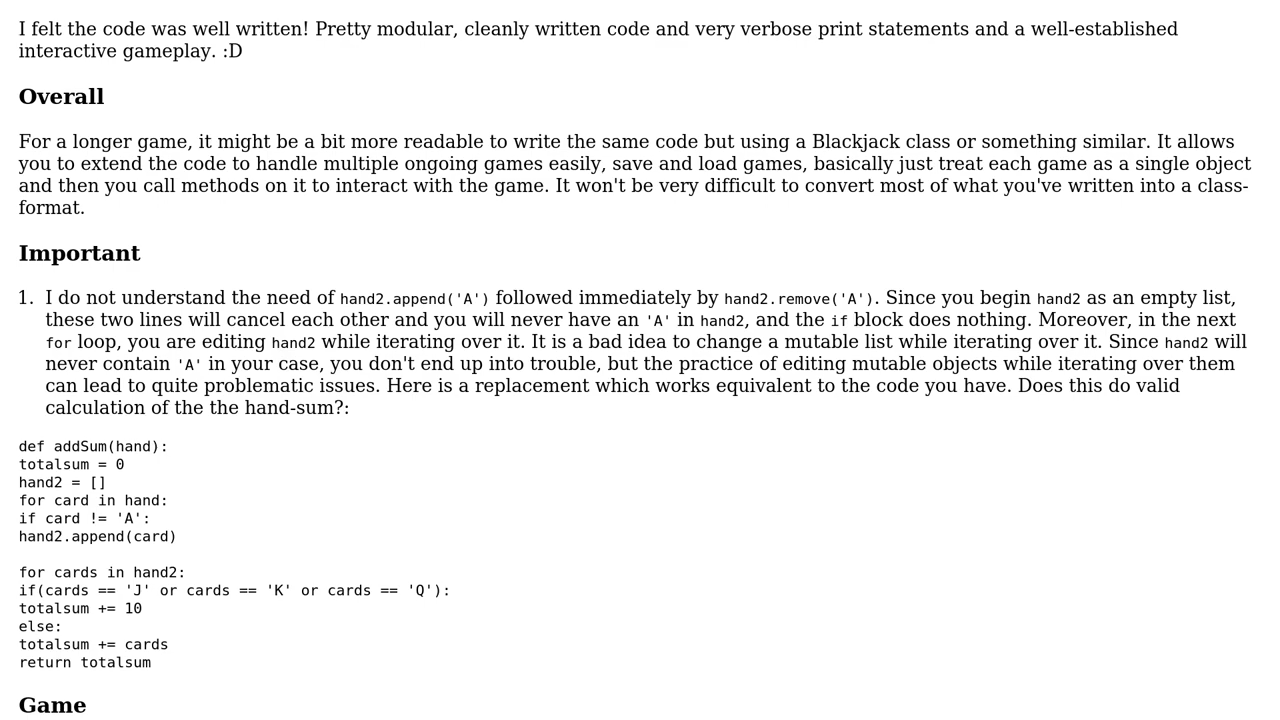 I felt the code was well written! Pretty modular, cleanly written code and very verbose print statements and a well-established
interactive gameplay. :D
Overall
For a longer game, it might be a bit more readable to write the same code but using a Blackjack class or something similar. It allows
you to extend the code to handle multiple ongoing games easily, save and load games, basically just treat each game as a single object
and then you call methods on it to interact with the game. It won't be very difficult to convert most of what you've written into a class-
format.
Important
1. I do not understand the need of hand2.append('A') followed immediately by hand2.remove('A'). Since you begin hand2 as an empty list,
these two lines will cancel each other and you will never have an 'A' in hand2, and the if block does nothing. Moreover, in the next
for loop, you are editing hand2 while iterating over it. It is a bad idea to change a mutable list while iterating over it. Since hand2 will
never contain 'A' in your case, you don't end up into trouble, but the practice of editing mutable objects while iterating over them
can lead to quite problematic issues. Here is a replacement which works equivalent to the code you have. Does this do valid
calculation of the the hand-sum?:
def addSum(hand):
totalsum = 0
hand2 = []
for card in hand:
if card != 'A':
hand2.append(card)
for cards in hand2:
if(cards == 'J' or cards == 'K' or cards == 'Q'):
totalsum += 10
else:
totalsum += cards
return totalsum
Game